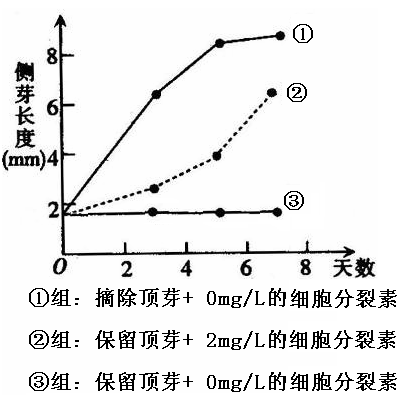 ①
8
侧芽长度(mm)
6
②
4
2
③
0 2 4 6 8 天数
①组：摘除顶芽+ 0mg/L的细胞分裂素
②组：保留顶芽+ 2mg/L的细胞分裂素
③组：保留顶芽+ 0mg/L的细胞分裂素